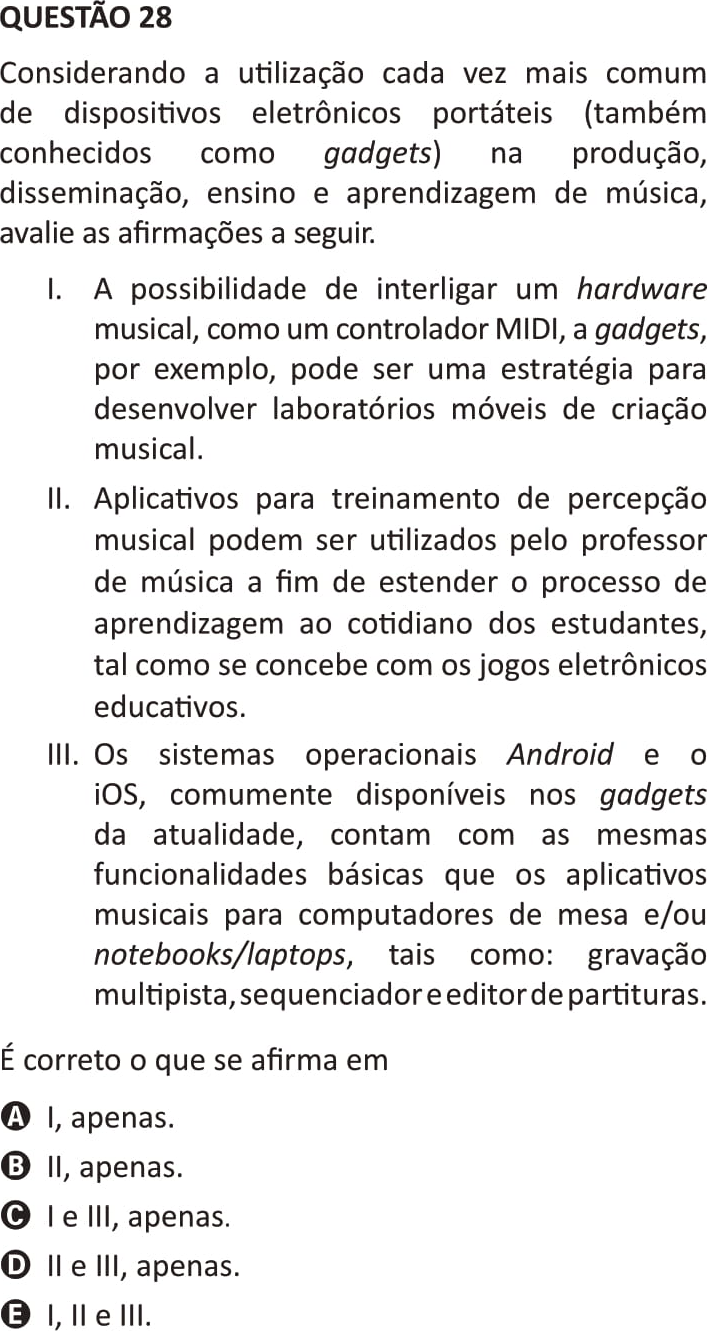 QUESTÃO 28
Considerando a utilização cada vez mais comum
de dispositivos eletrônicos portáteis (também
conhecidos como gadgets) na produção,
disseminação, ensino e aprendizagem de música,
avalie as afirmações a seguir.
I. A possibilidade de interligar um hardware
musical, como um controlador MIDI, a gadgets,
por exemplo, pode ser uma estratégia para
desenvolver laboratórios móveis de criação
musical.
II. Aplicativos para treinamento de percepção
musical podem ser utilizados pelo professor
de música a fim de estender o processo de
aprendizagem ao cotidiano dos estudantes,
tal como se concebe com os jogos eletrônicos
educativos.
III. Os sistemas operacionais Android e o
iOS, comumente disponíveis nos gadgets
da atualidade, contam com as mesmas
funcionalidades básicas que os aplicativos
musicais para computadores de mesa e/ou
notebooks/laptops, tais como: gravação
multipista, sequenciador e editor de partituras.
É correto o que se afirma em
A I, apenas.
B II, apenas.
C I e III, apenas.
D II e III, apenas.
E I, II e III.